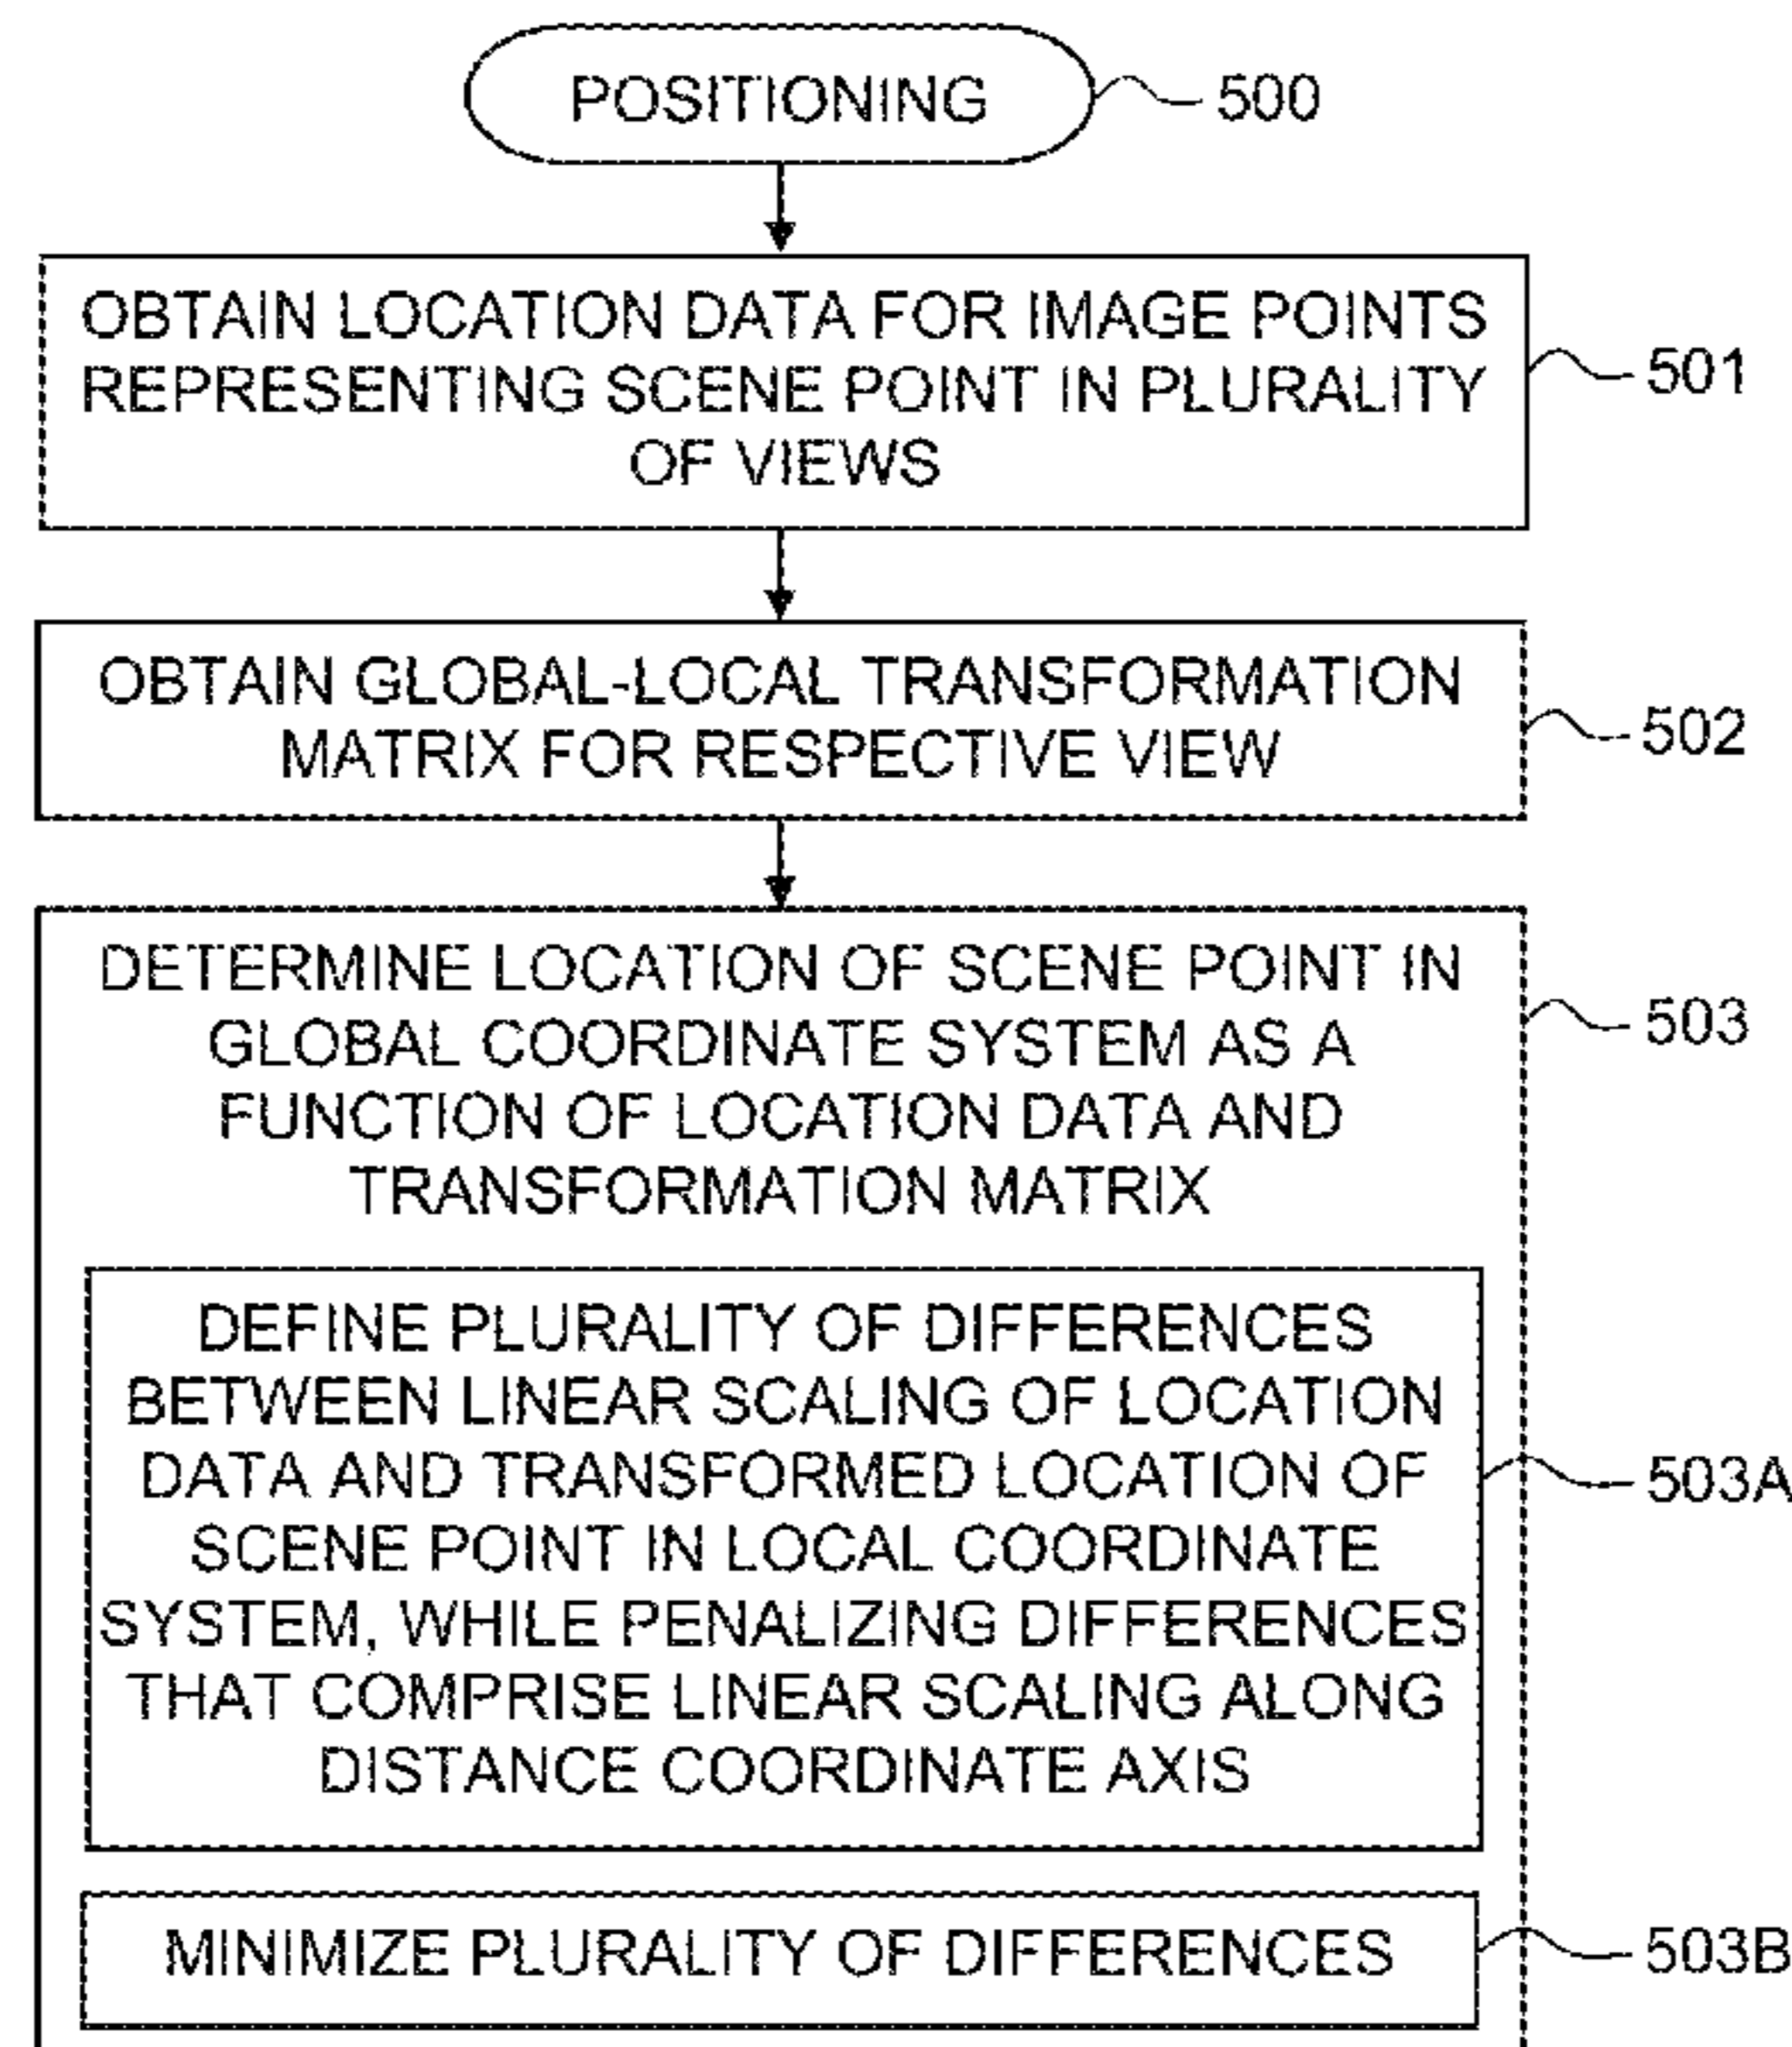 POSITIONING
500
OBTAIN LOCATION DATA FOR IMAGE POINTS
REPRESENTING SCENE POINT IN PLURALITY
OF VIEWS
501
OBTAIN GLOBAL-LOCAL TRANSFORMATION
MATRIX FOR RESPECTIVE VIEW
502
DETERMINE LOCATION OF SCENE POINT IN
GLOBAL COORDINATE SYSTEM AS A
FUNCTION OF LOCATION DATA AND
TRANSFORMATION MATRIX
503
DEFINE PLURALITY OF DIFFERENCES
BETWEEN LINEAR SCALING OF LOCATION
DATA AND TRANSFORMED LOCATION OF
SCENE POINT IN LOCAL COORDINATE
SYSTEM, WHILE PENALIZING DIFFERENCES
THAT COMPRISE LINEAR SCALING ALONG
DISTANCE COORDINATE AXIS
503A
MINIMIZE PLURALITY OF DIFFERENCES
503B